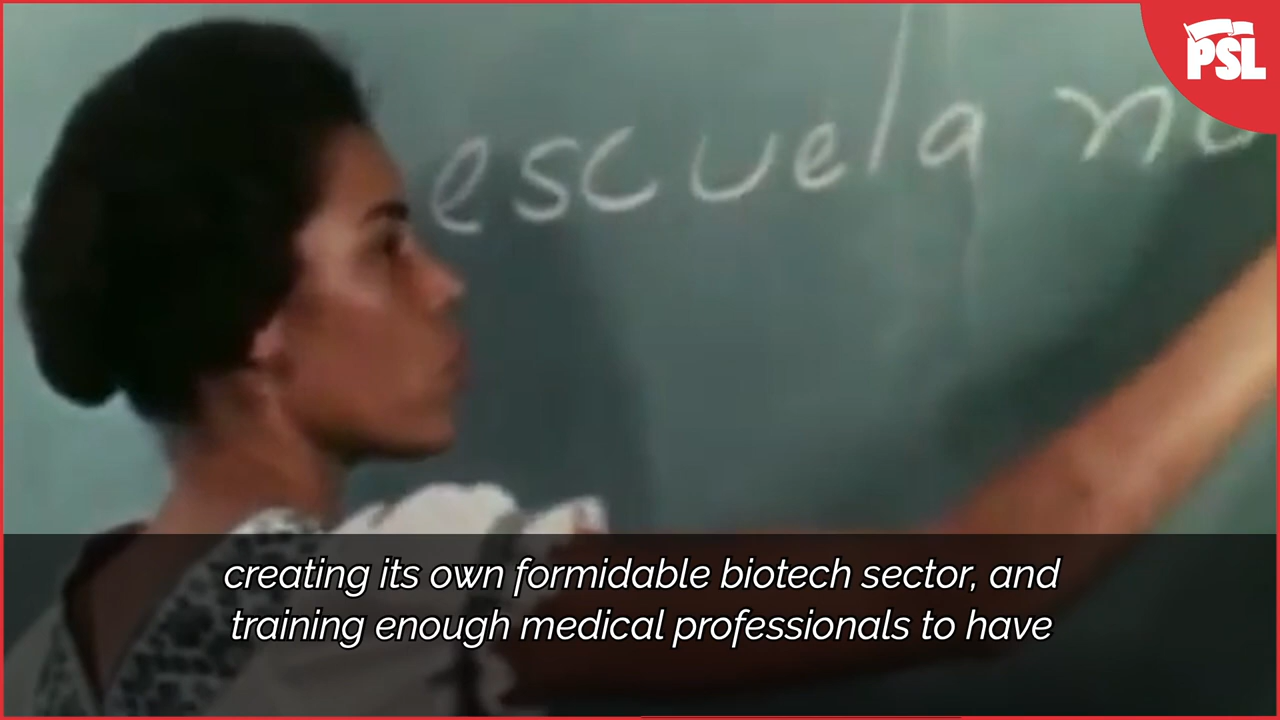 PSL
escuela
creating its own formidable biotech sector, and
training enough medical professionals to have